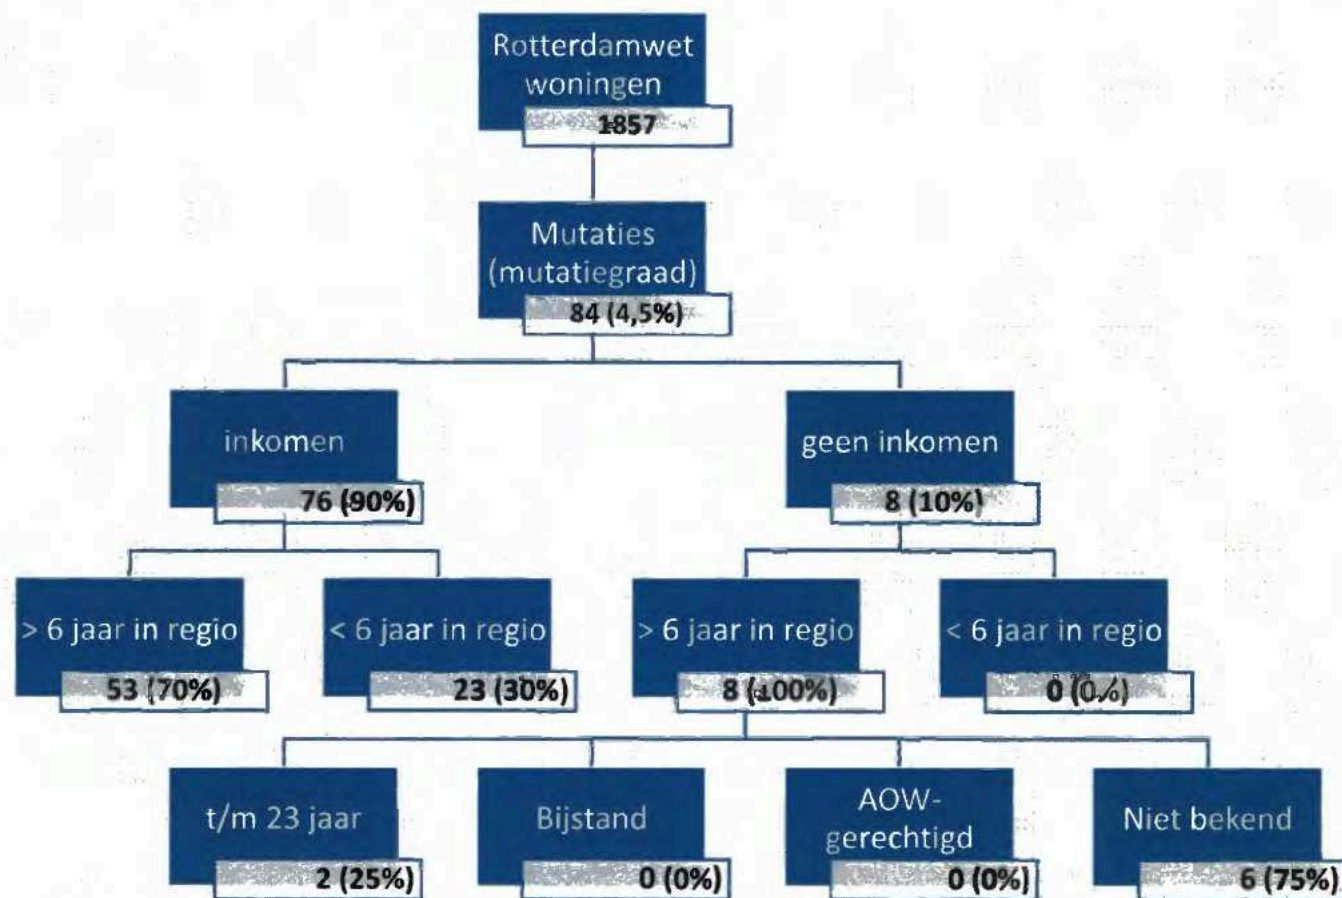 Rotterdamwet
woningen
1857
Mutaties
(mutatiegraad)
84 (4,5%)
inkomen
76 (90%)
geen inkomen
8 (10%)
> 6 jaar in regio
53 (70%)
< 6 jaar in regio
23 (30%)
> 6 jaar in regio
8 (100%)
< 6 jaar in regio
0 (0%)
t/m 23 jaar
2 (25%)
Bijstand
0 (0%)
AOW-
gerechtigd
0 (0%)
Niet bekend
6 (75%)